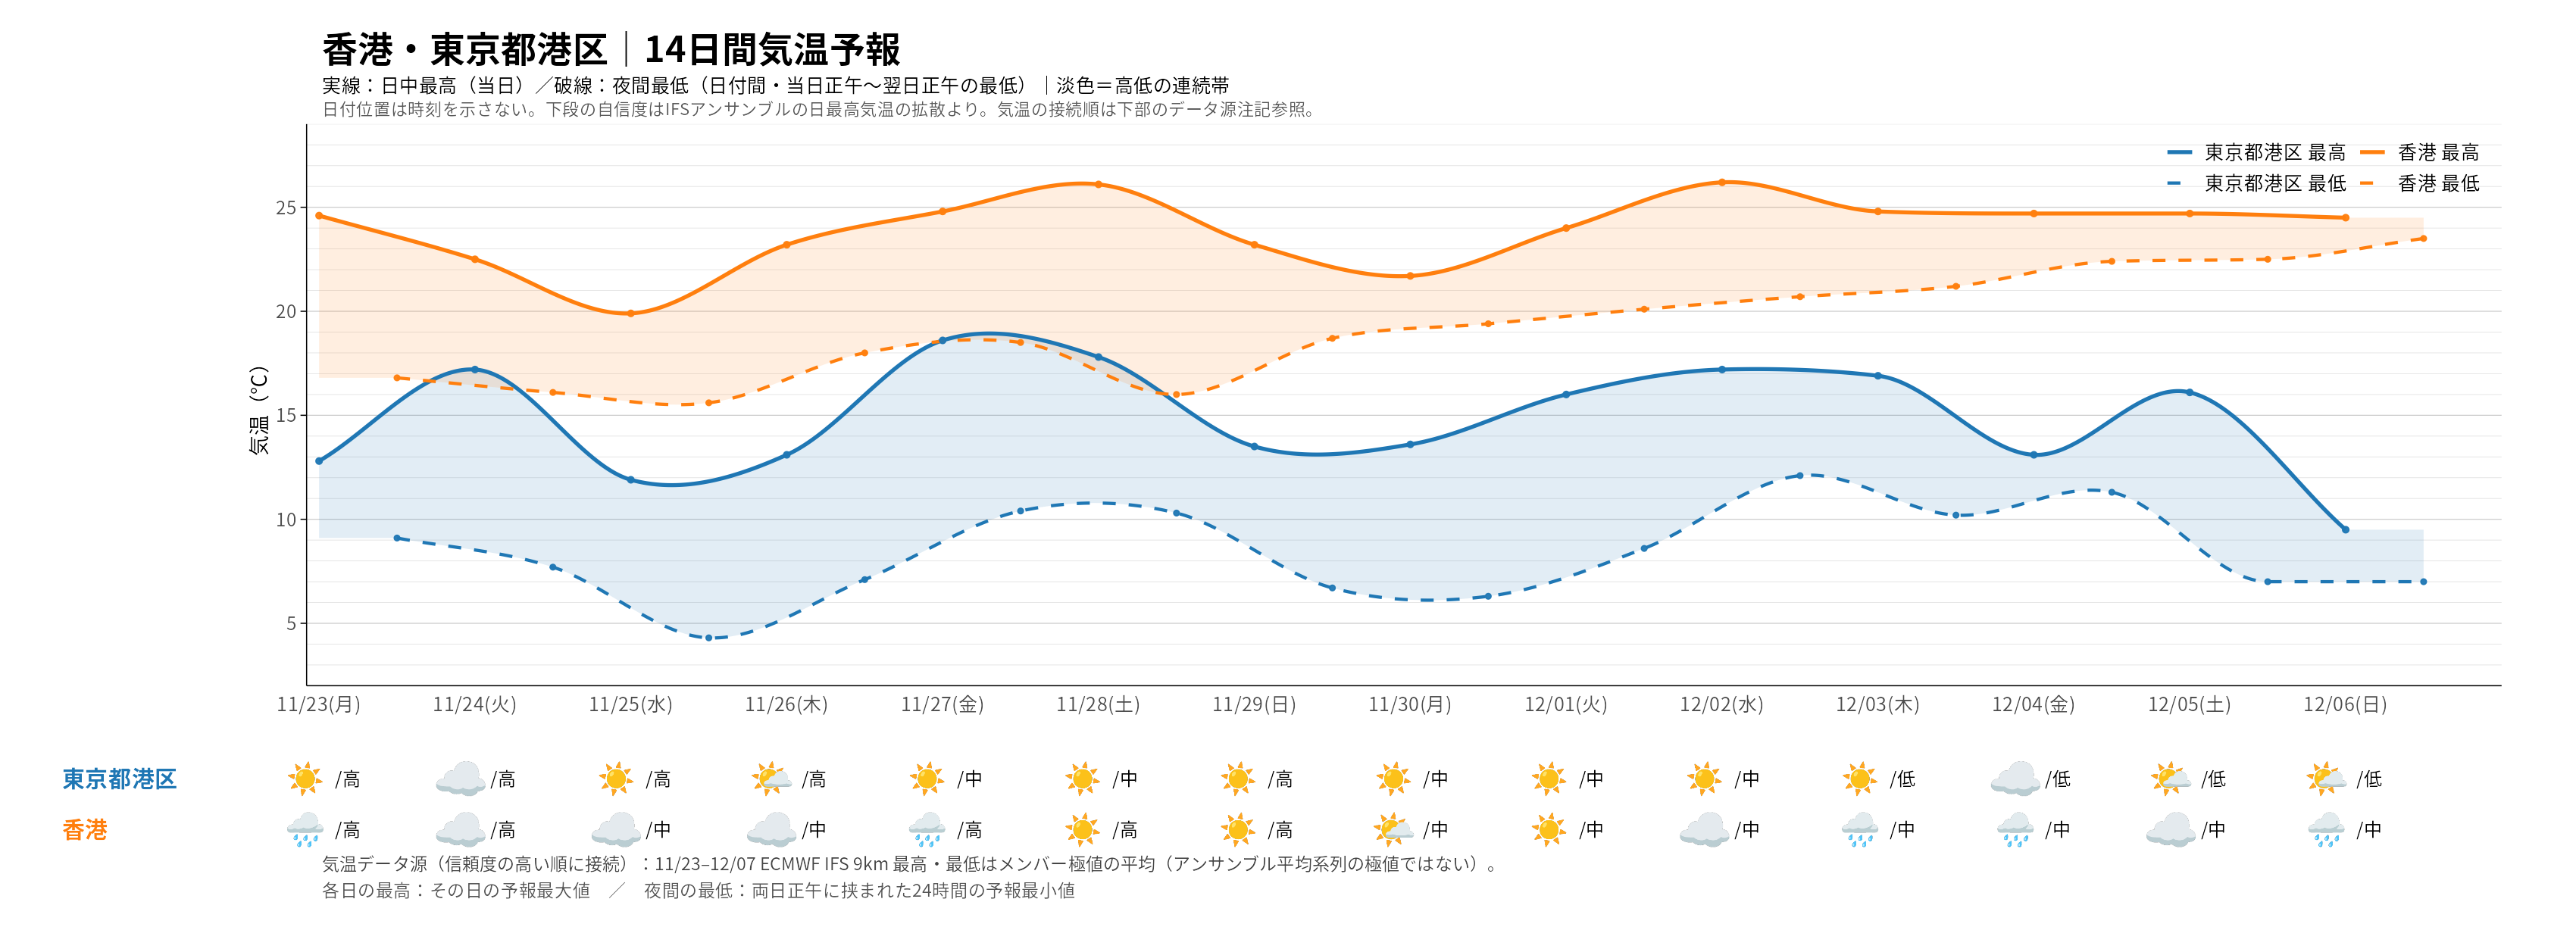 香港・東京都港区｜14日間気温予報
実線：日中最高（当日）／破線：夜間最低（日付間・当日正午～翌日正午の最低）｜淡色＝高低の連続帯
日付位置は時刻を示さない。下段の自信度はIFSアンサンブルの日最高気温の拡散より。気温の接続順は下部のデータ源注記参照。
東京都港区 最高 香港 最高
東京都港区 最低 香港 最低
気温（℃）
25
20
15
10
5
11/23(月) 11/24(火) 11/25(水) 11/26(木) 11/27(金) 11/28(土) 11/29(日) 11/30(月) 12/01(火) 12/02(水) 12/03(木) 12/04(金) 12/05(土) 12/06(日)
東京都港区 /高 /高 /高 /高 /中 /中 /高 /中 /中 /中 /低 /低 /低 /低
香港 /高 /高 /中 /中 /高 /高 /高 /中 /中 /中 /中 /中 /中 /中
気温データ源（信頼度の高い順に接続）：11/23–12/07 ECMWF IFS 9km 最高・最低はメンバー極値の平均（アンサンブル平均系列の極値ではない）。
各日の最高：その日の予報最大値　／　夜間の最低：両日正午に挟まれた24時間の予報最小値